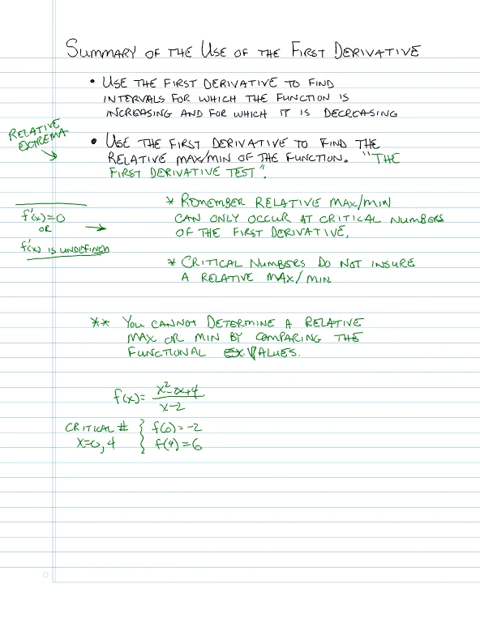 SUMMARY OF THE USE OF THE FIRST DERIVATIVE
• USE THE FIRST DERIVATIVE TO FIND
INTERVALS FOR WHICH THE FUNCTION IS
INCREASING AND FOR WHICH IT IS DECREASING
RELATIVE
EXTREMA
• USE THE FIRST DERIVATIVE TO FIND THE
RELATIVE MAX/MIN OF THE FUNCTION. "THE
FIRST DERIVATIVE TEST".
* REMEMBER RELATIVE MAX/MIN
CAN ONLY OCCUR AT CRITICAL NUMBERS
OF THE FIRST DERIVATIVE.
f'(x)=0
OR
f'(x) IS UNDEFINED
* CRITICAL NUMBERS DO NOT INSURE
A RELATIVE MAX/MIN
** YOU CANNOT DETERMINE A RELATIVE
MAX OR MIN BY COMPARING THE
FUNCTIONAL VALUES.
f(x)= x²-2x+4 / x-2
CRITICAL # } f(0)=-2
x=0,4 } f(4)=6